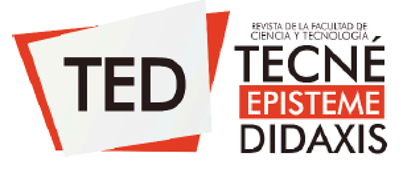 TED
REVISTA DE LA FACULTAD DE
CIENCIA Y TECNOLOGÍA
TECNÉ
EPISTEME
DIDAXIS